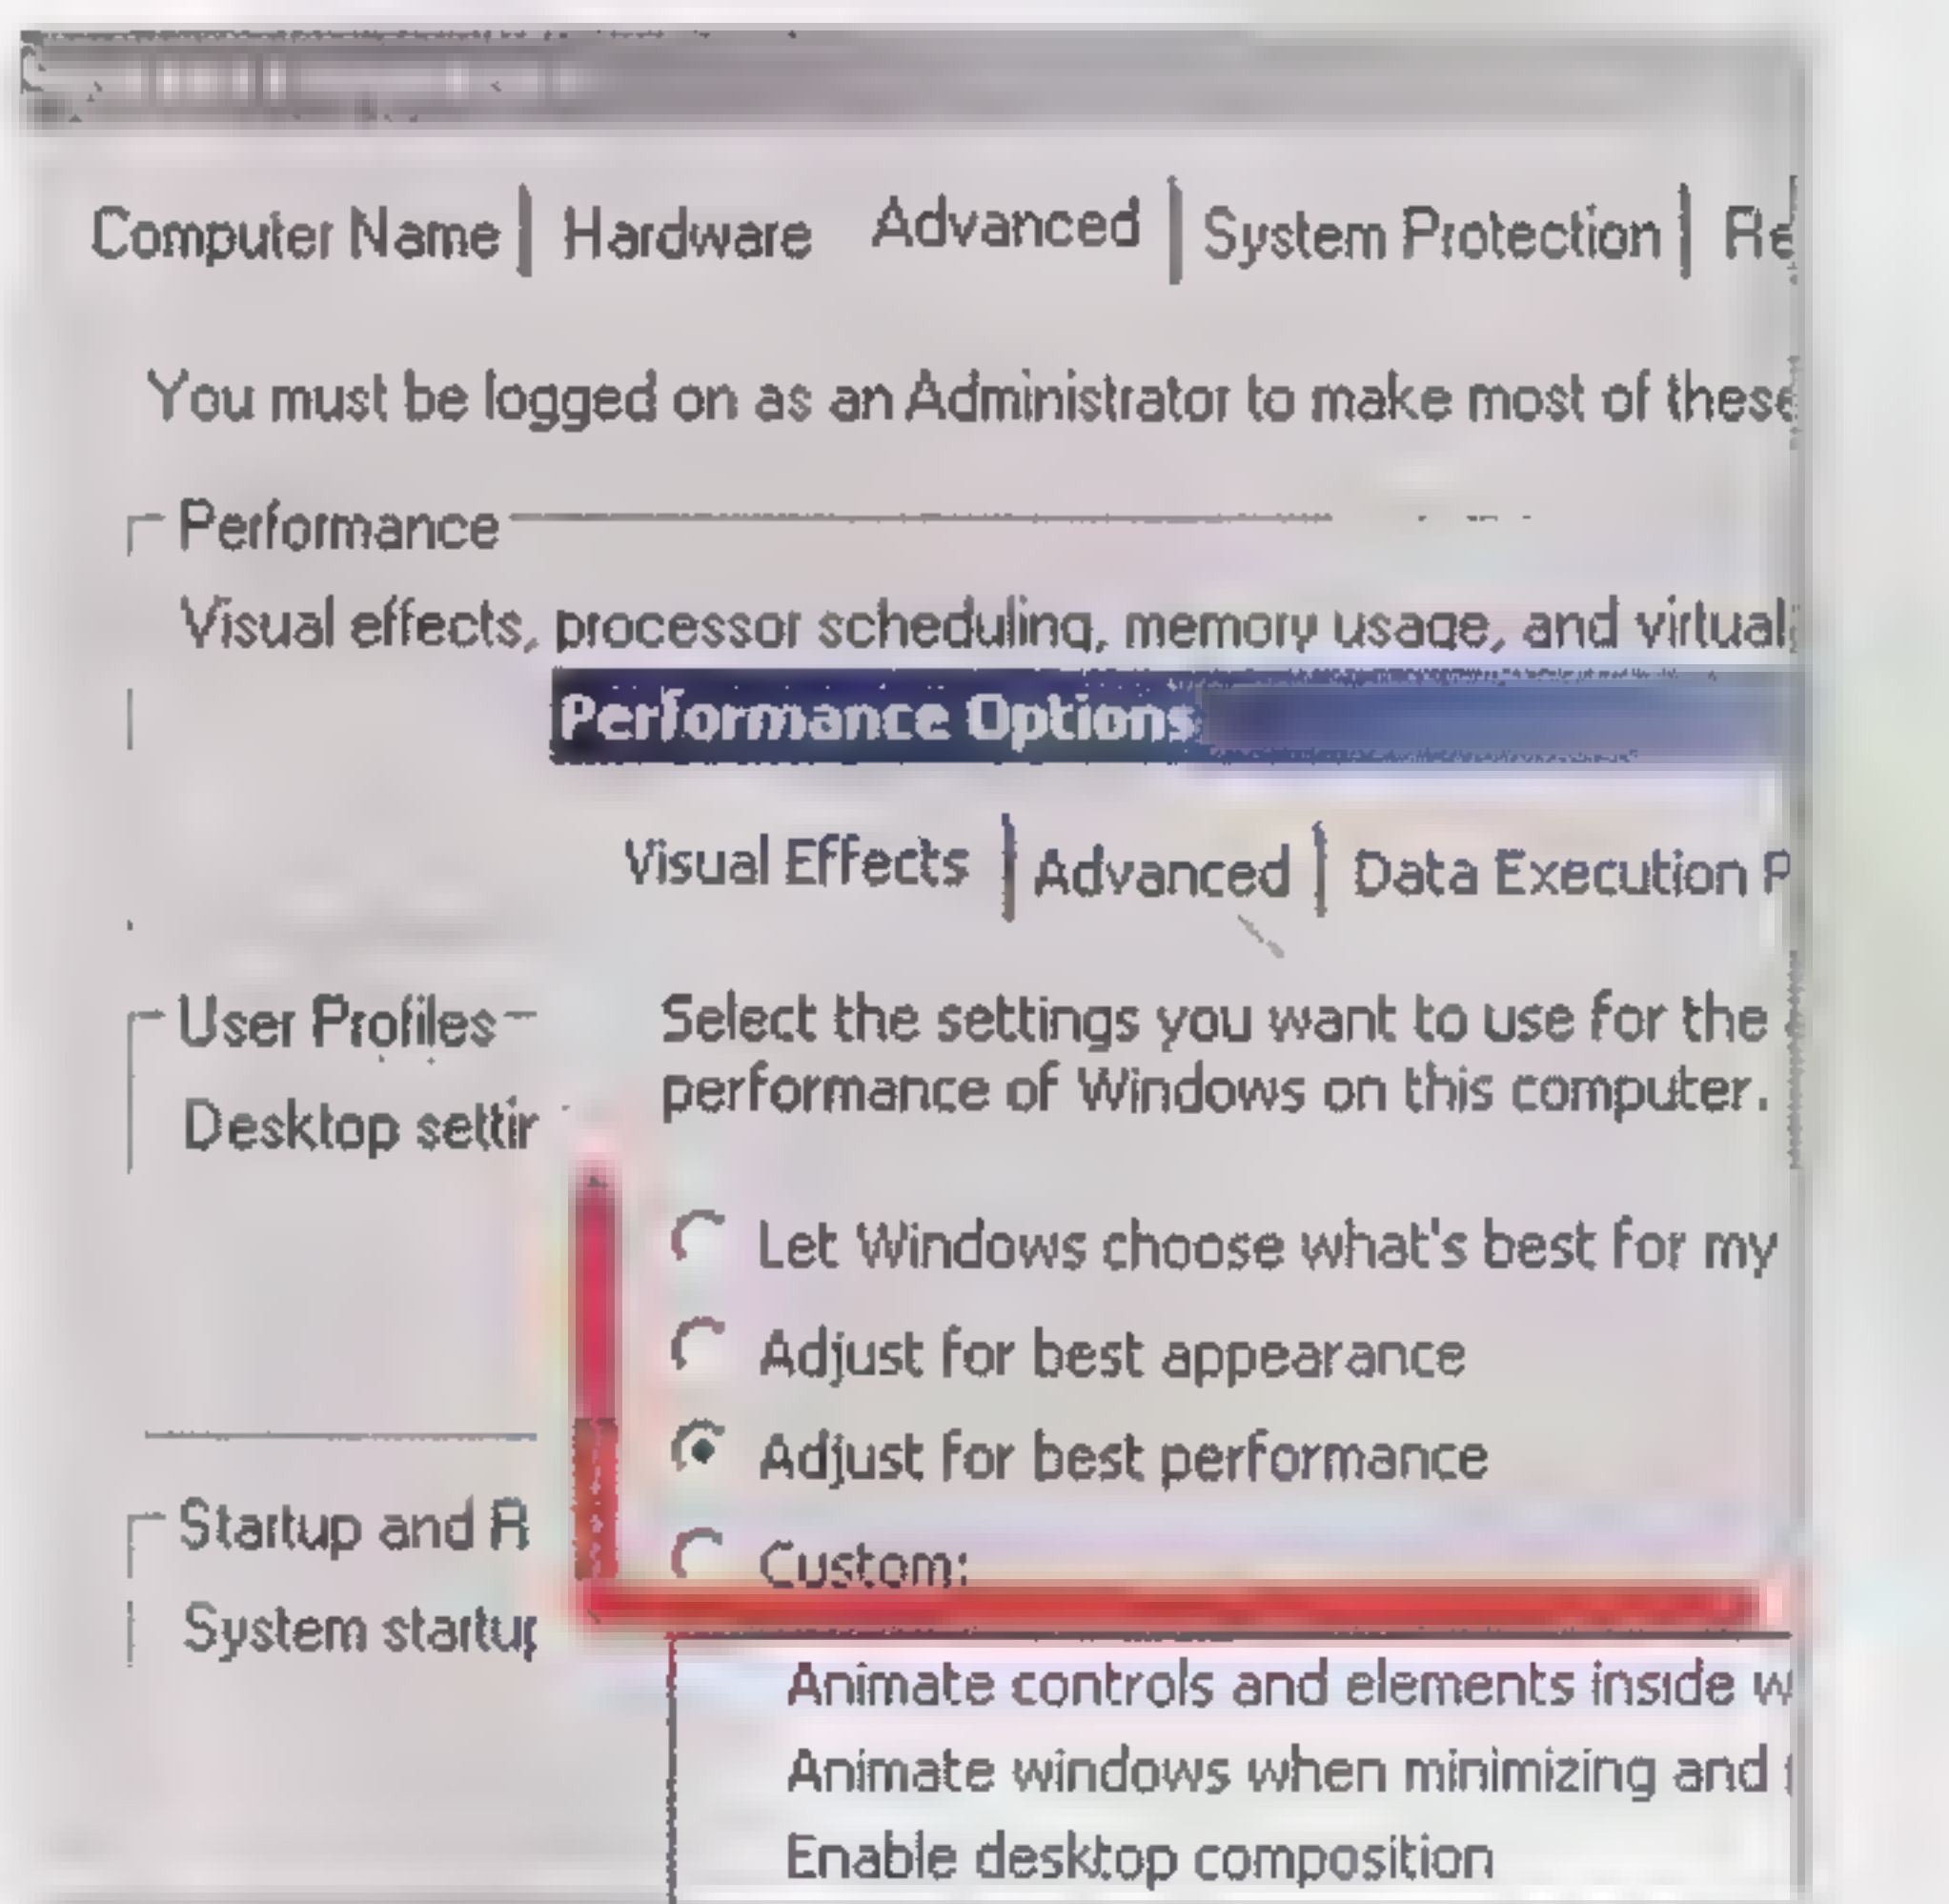 Computer Name Hardware Advanced System Protection Re
You must be logged on as an Administrator to make most of these
Performance
Visual effects, processor scheduling, memory usage, and virtual
Performance Options
Visual Effects Advanced Data Execution P
User Profiles
Select the settings you want to use for the
performance of Windows on this computer.
Desktop settin
Let Windows choose what's best for my
Adjust for best appearance
Adjust for best performance
Startup and R
Custom:
System startup
Animate controls and elements inside w
Animate windows when minimizing and
Enable desktop composition